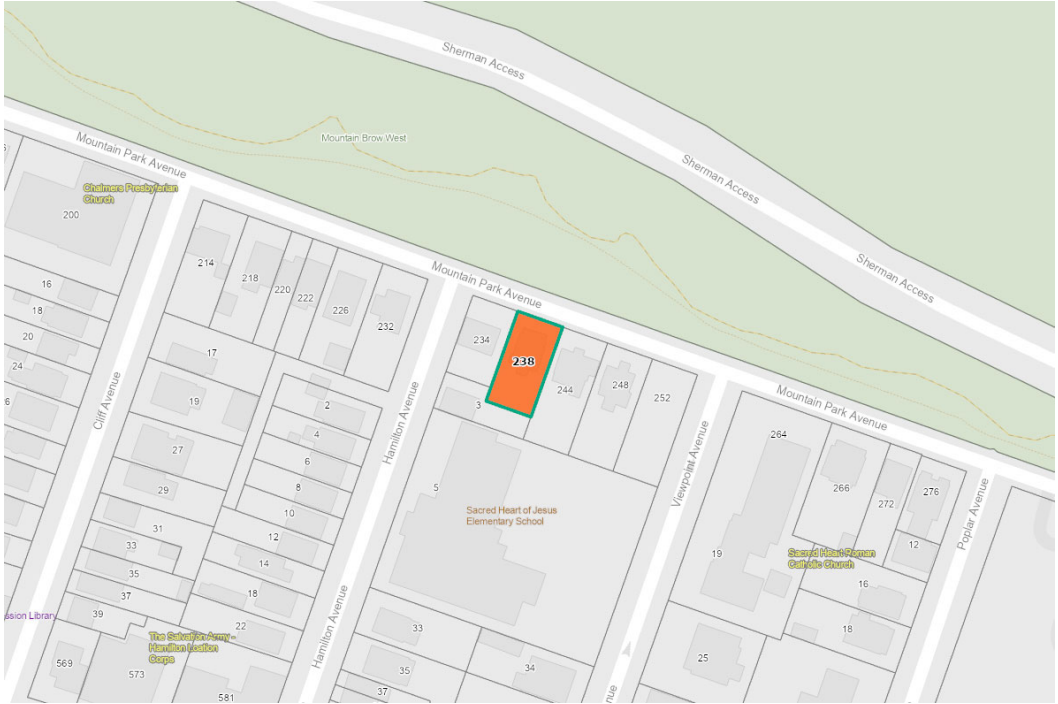 Sherman Access
Mountain Park Avenue
Mountain Brow West
Sherman Access
Chalmers Presbyterian
Church
200
Sherman Access
214
218
220
222
226
232
Mountain Park Avenue
16
18
20
24
17
19
Cliff Avenue
234
238
244
248
252
Mountain Park Avenue
2
3
4
6
8
10
12
14
18
22
Hamilton Avenue
27
29
31
33
35
37
39
5
Sacred Heart of Jesus
Elementary School
Viewpoint Avenue
264
266
272
276
12
19
Sacred Heart Roman
Catholic Church
16
18
Poplar Avenue
ssion Library
The Salvation Army -
Hamilton Loation
Corps
569
573
581
Hamilton Avenue
33
35
37
34
25
nue